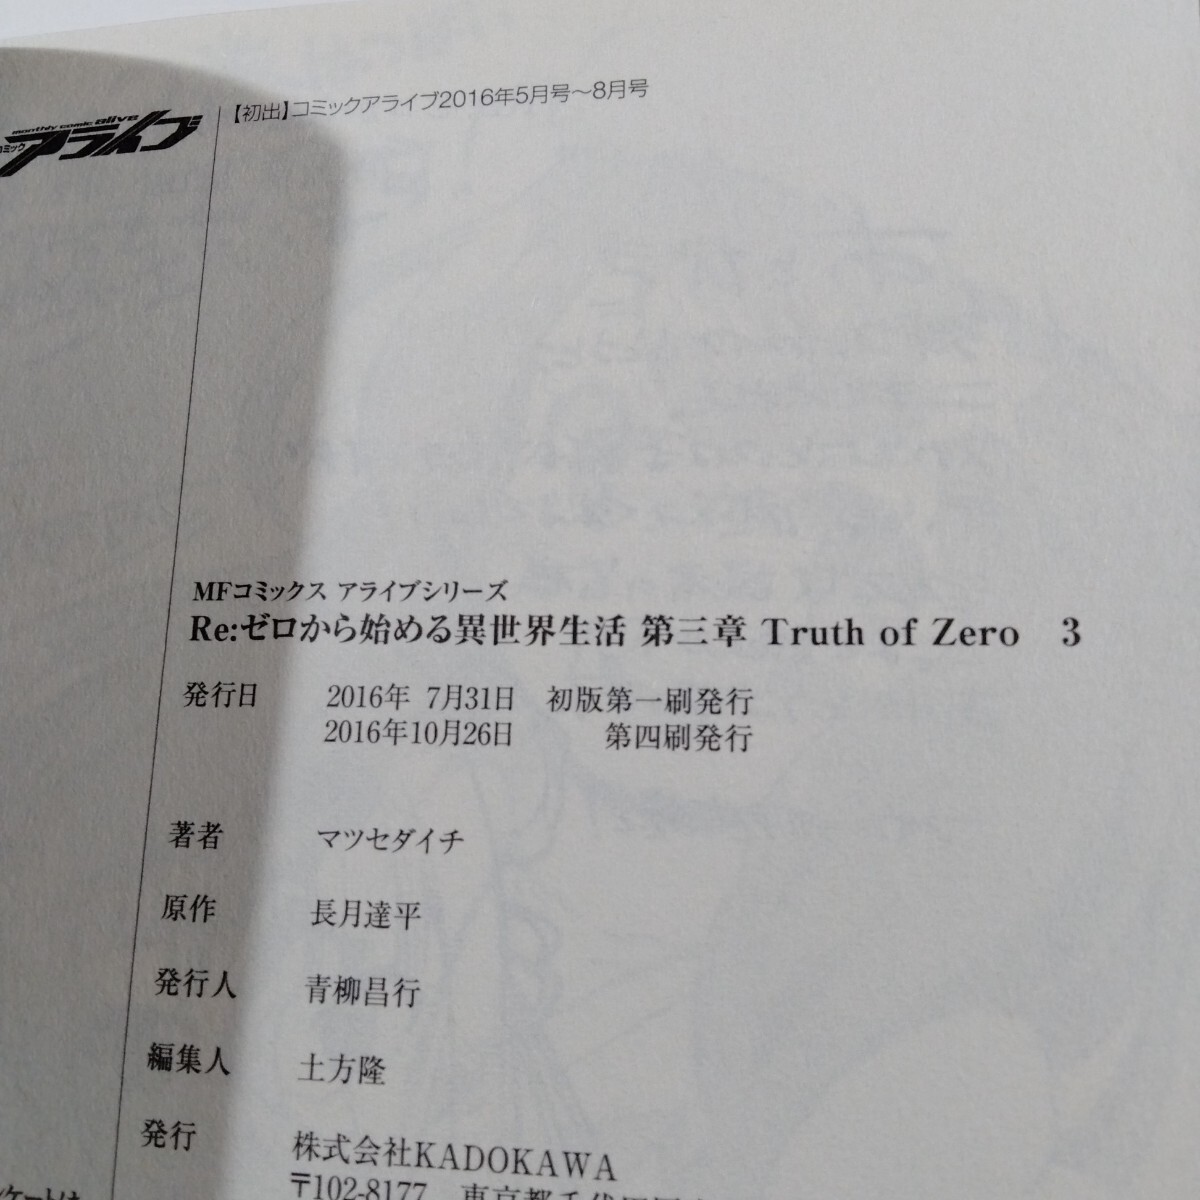 monthly comic alive
コミック アライブ
【初出】コミックアライブ2016年5月号～8月号
MFコミックス アライブシリーズ
Re:ゼロから始める異世界生活 第三章 Truth of Zero 3
発行日 2016年 7月31日 初版第一刷発行
2016年10月26日 第四刷発行
著者 マツセダイチ
原作 長月達平
発行人 青柳昌行
編集人 土方隆
発行 株式会社KADOKAWA
〒102-8177 東京都千代田区